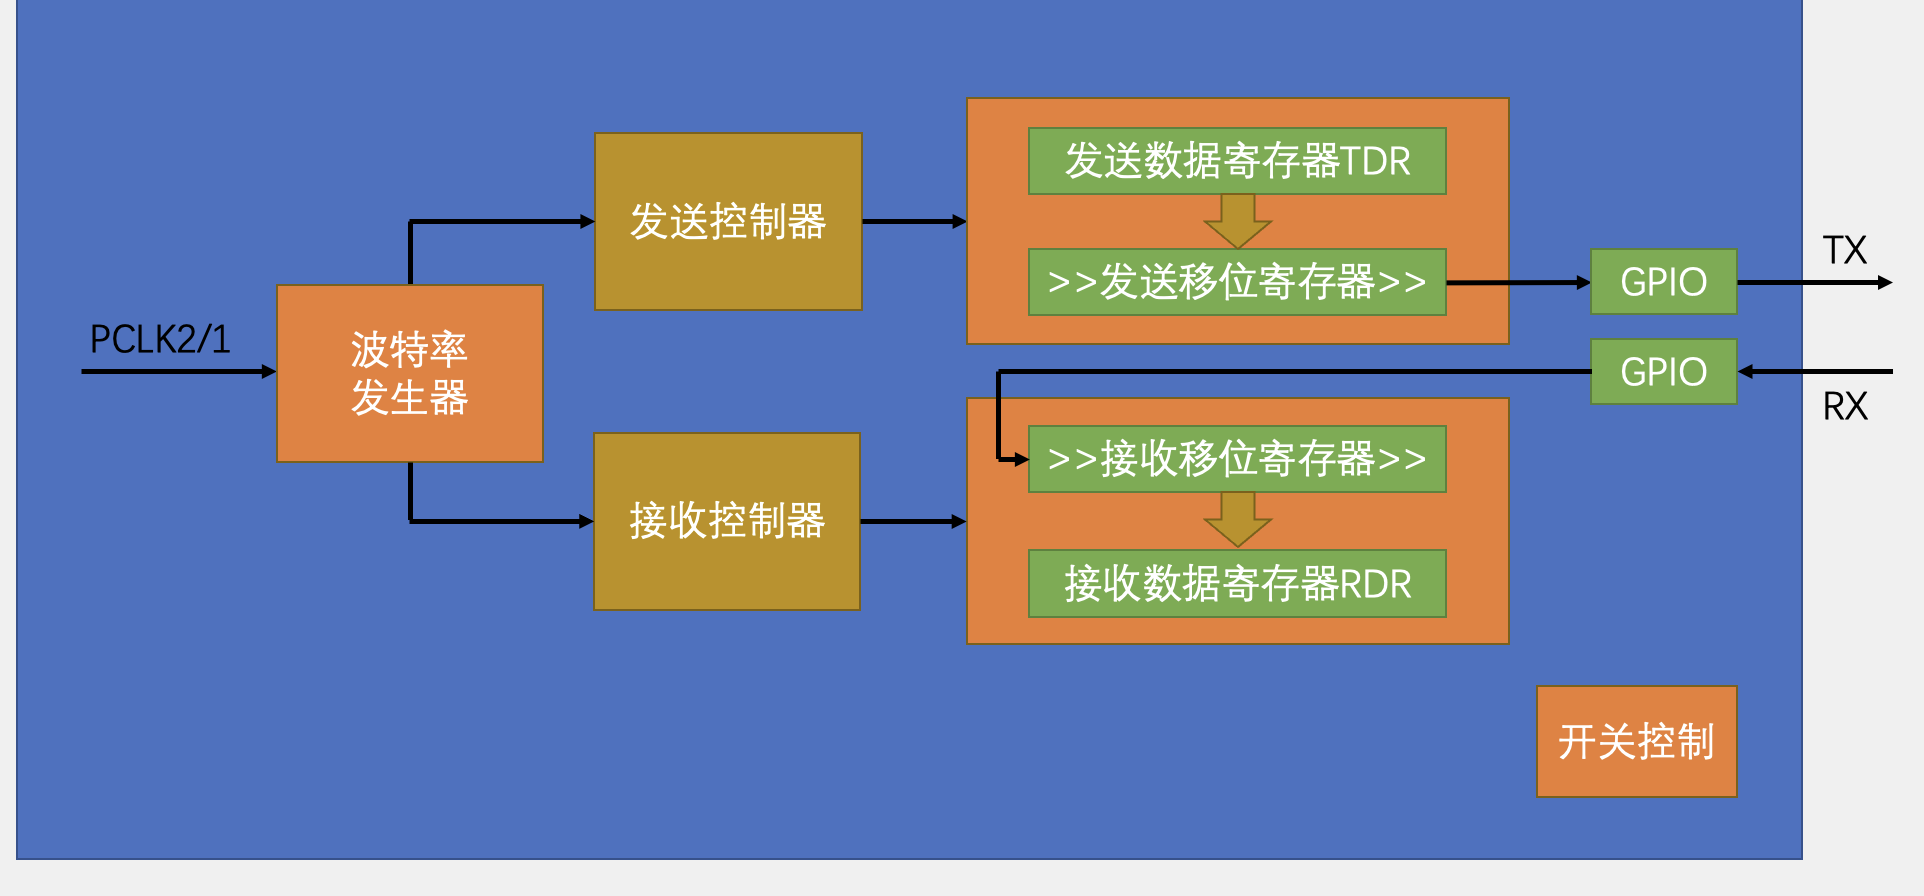 发送数据寄存器TDR
发送控制器
>>发送移位寄存器>>
GPIO
TX
PCLK2/1
波特率
发生器
GPIO
RX
>>接收移位寄存器>>
接收控制器
接收数据寄存器RDR
开关控制